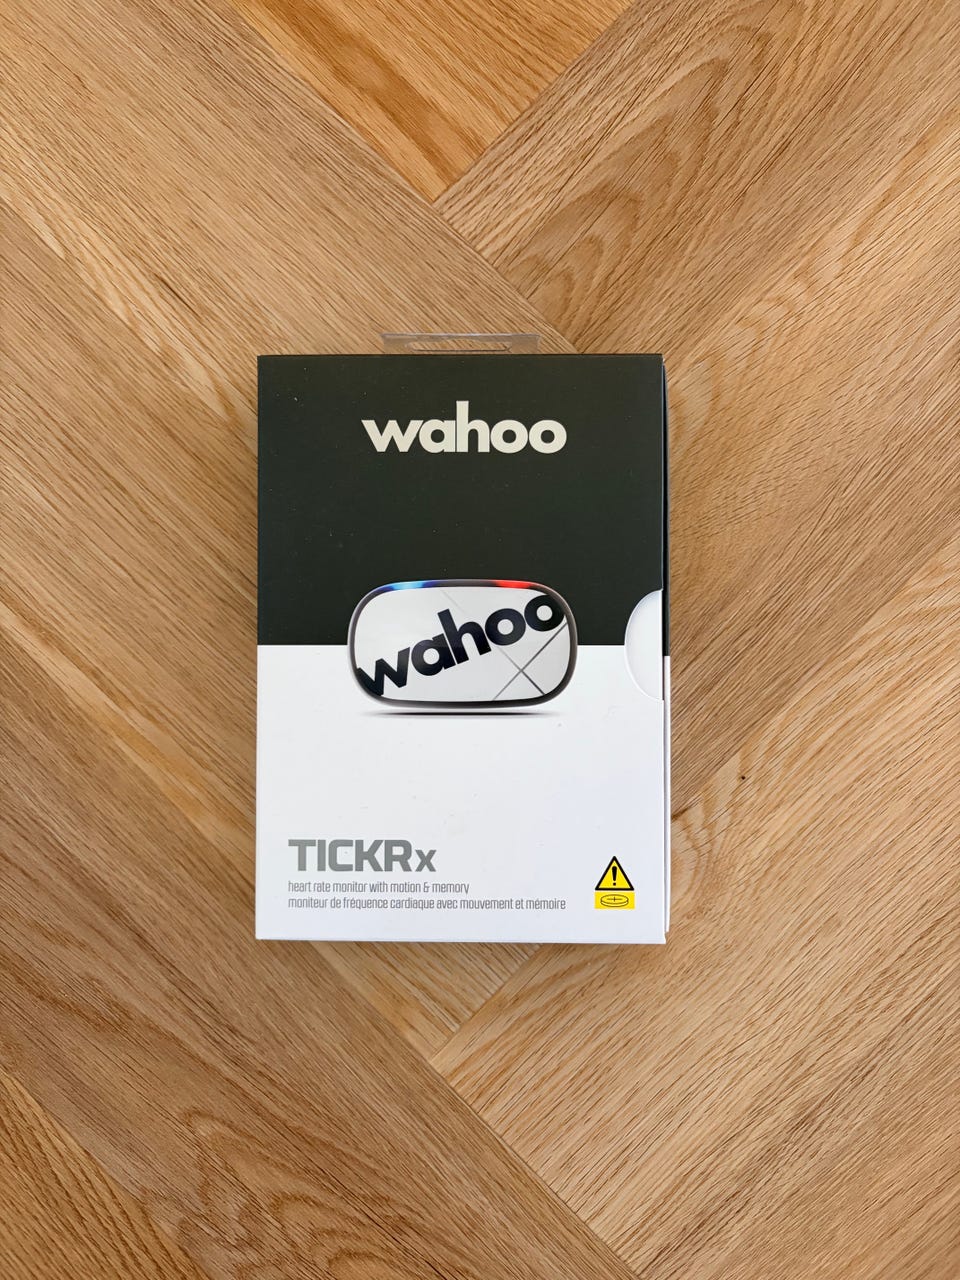 wahoo
wahoo
TICKRx
heart rate monitor with motion & memory
moniteur de fréquence cardiaque avec mouvement et mémoire